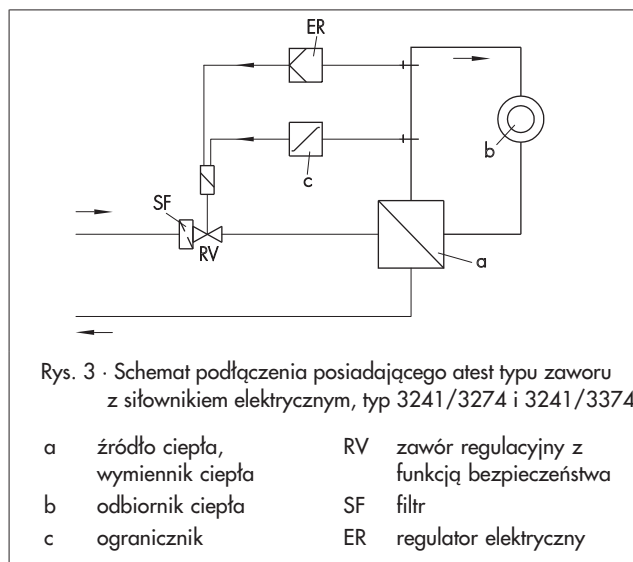 ER
b
c
SF
RV
a
Rys. 3 · Schemat podłączenia posiadającego atest typu zaworu
z siłownikiem elektrycznym, typ 3241/3274 i 3241/3374
a źródło ciepła,
wymiennik ciepła
b odbiornik ciepła
c ogranicznik
RV zawór regulacyjny z
funkcją bezpieczeństwa
SF filtr
ER regulator elektryczny